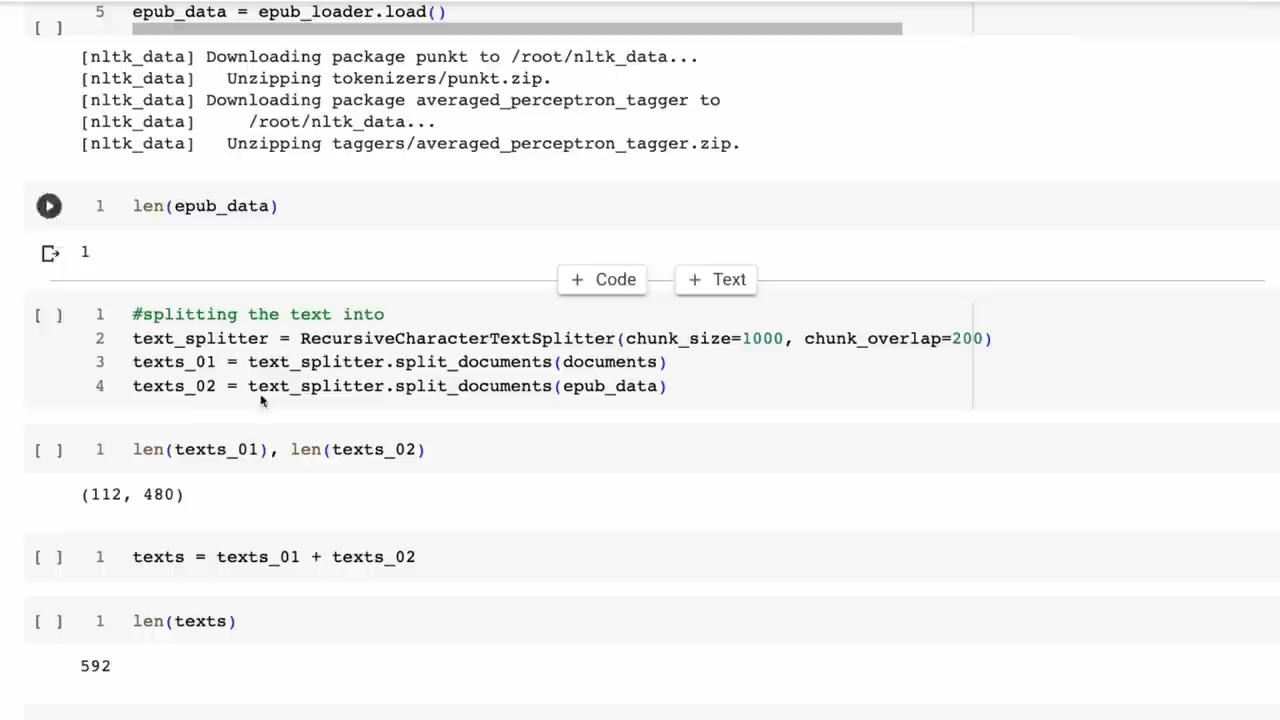 5 epub_data = epub_loader.load()
[ ]
[nltk_data] Downloading package punkt to /root/nltk_data...
[nltk_data]   Unzipping tokenizers/punkt.zip.
[nltk_data] Downloading package averaged_perceptron_tagger to
[nltk_data]     /root/nltk_data...
[nltk_data]   Unzipping taggers/averaged_perceptron_tagger.zip.
1 len(epub_data)
1
+ Code + Text
[ ] 1 #splitting the text into
2 text_splitter = RecursiveCharacterTextSplitter(chunk_size=1000, chunk_overlap=200)
3 texts_01 = text_splitter.split_documents(documents)
4 texts_02 = text_splitter.split_documents(epub_data)
[ ] 1 len(texts_01), len(texts_02)
(112, 480)
[ ] 1 texts = texts_01 + texts_02
[ ] 1 len(texts)
592